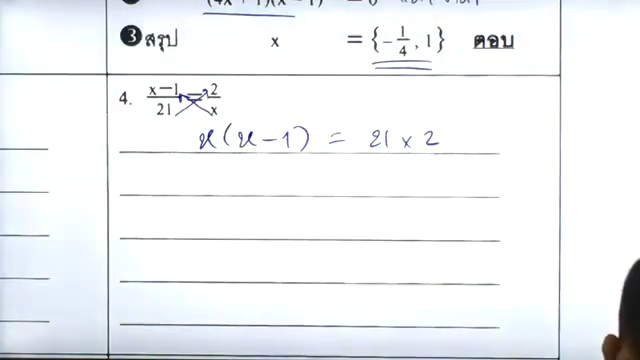 (4x + 1)(x − 1) = 0
❸ สรุป x = {-1/4, 1} ตอบ
4. x−1/21 = 2/x
x(x − 1) = 21 × 2